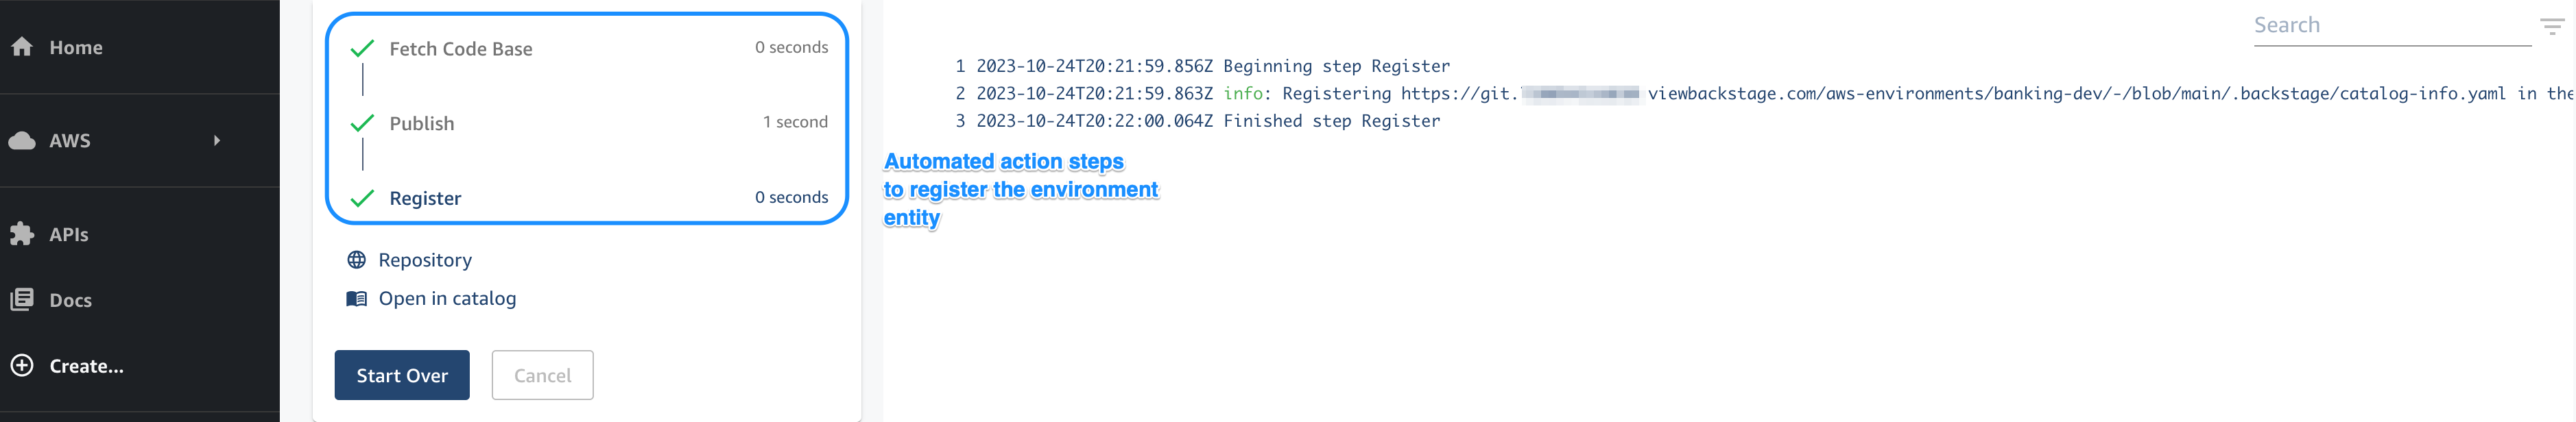 Home
AWS
APIs
Docs
Create...
Fetch Code Base 0 seconds
Publish 1 second
Register 0 seconds
Repository
Open in catalog
Start Over Cancel
Search
1 2023-10-24T20:21:59.856Z Beginning step Register
2 2023-10-24T20:21:59.863Z info: Registering https://git. viewbackstage.com/aws-environments/banking-dev/-/blob/main/.backstage/catalog-info.yaml in the
3 2023-10-24T20:22:00.064Z Finished step Register
Automated action steps
to register the environment
entity